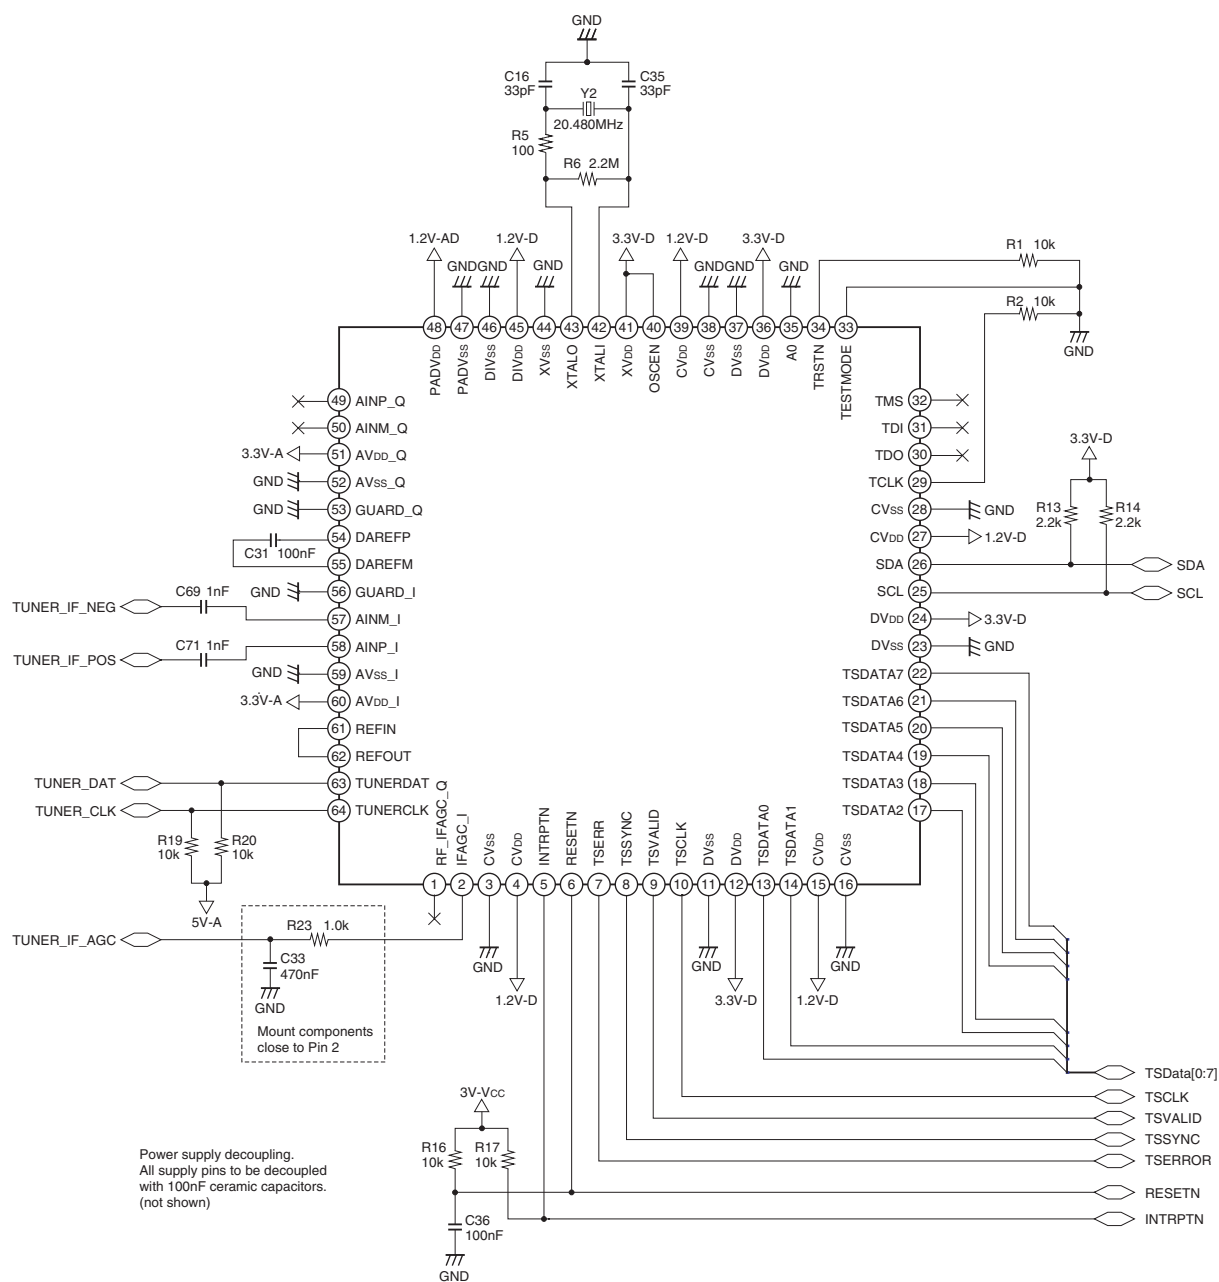 GND
C16
33pF
C35
33pF
Y2
20.480MHz
R5
100
R6 2.2M
1.2V-AD
GND
GND
1.2V-D
GND
3.3V-D
1.2V-D
GND
GND
3.3V-D
GND
R1 10k
R2 10k
GND
48
47
46
45
44
43
42
41
40
39
38
37
36
35
34
33
PADVDD
PADVSS
DIVSS
DIVDD
XVSS
XTALO
XTALI
XVDD
OSCEN
CVDD
CVSS
DVSS
DVDD
A0
TRSTN
TESTMODE
49 AINP_Q
50 AINM_Q
3.3V-A 51 AVDD_Q
GND 52 AVSS_Q
GND 53 GUARD_Q
54 DAREFP
C31 100nF
55 DAREFM
GND 56 GUARD_I
C69 1nF
TUNER_IF_NEG
57 AINM_I
58 AINP_I
C71 1nF
TUNER_IF_POS
GND 59 AVSS_I
3.3V-A 60 AVDD_I
61 REFIN
62 REFOUT
TUNER_DAT 63 TUNERDAT
TUNER_CLK 64 TUNERCLK
R19
10k
R20
10k
5V-A
TMS 32
TDI 31
TDO 30
TCLK 29
CVSS 28 GND
CVDD 27 1.2V-D
SDA 26
SCL 25
DVDD 24 3.3V-D
DVSS 23 GND
TSDATA7 22
TSDATA6 21
TSDATA5 20
TSDATA4 19
TSDATA3 18
TSDATA2 17
3.3V-D
R13
2.2k
R14
2.2k
SDA
SCL
RF_IFAGC_Q
IFAGC_I
CVSS
CVDD
INTRPTN
RESETN
TSERR
TSSYNC
TSVALID
TSCLK
DVSS
DVDD
TSDATA0
TSDATA1
CVDD
CVSS
1
2
3
4
5
6
7
8
9
10
11
12
13
14
15
16
GND
1.2V-D
GND
3.3V-D
1.2V-D
GND
TUNER_IF_AGC
R23 1.0k
C33
470nF
GND
Mount components
close to Pin 2
TSData[0:7]
TSCLK
TSVALID
TSSYNC
TSERROR
RESETN
INTRPTN
3V-VCC
R16
10k
R17
10k
C36
100nF
GND
Power supply decoupling.
All supply pins to be decoupled
with 100nF ceramic capacitors.
(not shown)